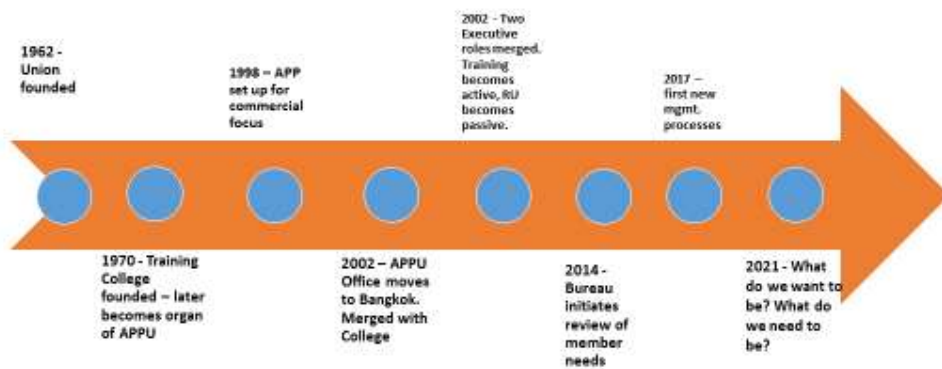 1962 -
Union
founded
1970 - Training
College
founded – later
becomes organ
of APPU
1998 – APP
set up for
commercial
focus
2002 – APPU
Office moves
to Bangkok.
Merged with
College
2002 - Two
Executive
roles merged.
Training
becomes
active, RU
becomes
passive.
2014 -
Bureau
initiates
review of
member
needs
2017 –
first new
mgmt.
processes
2021 - What
do we want to
be? What do
we need to
be?